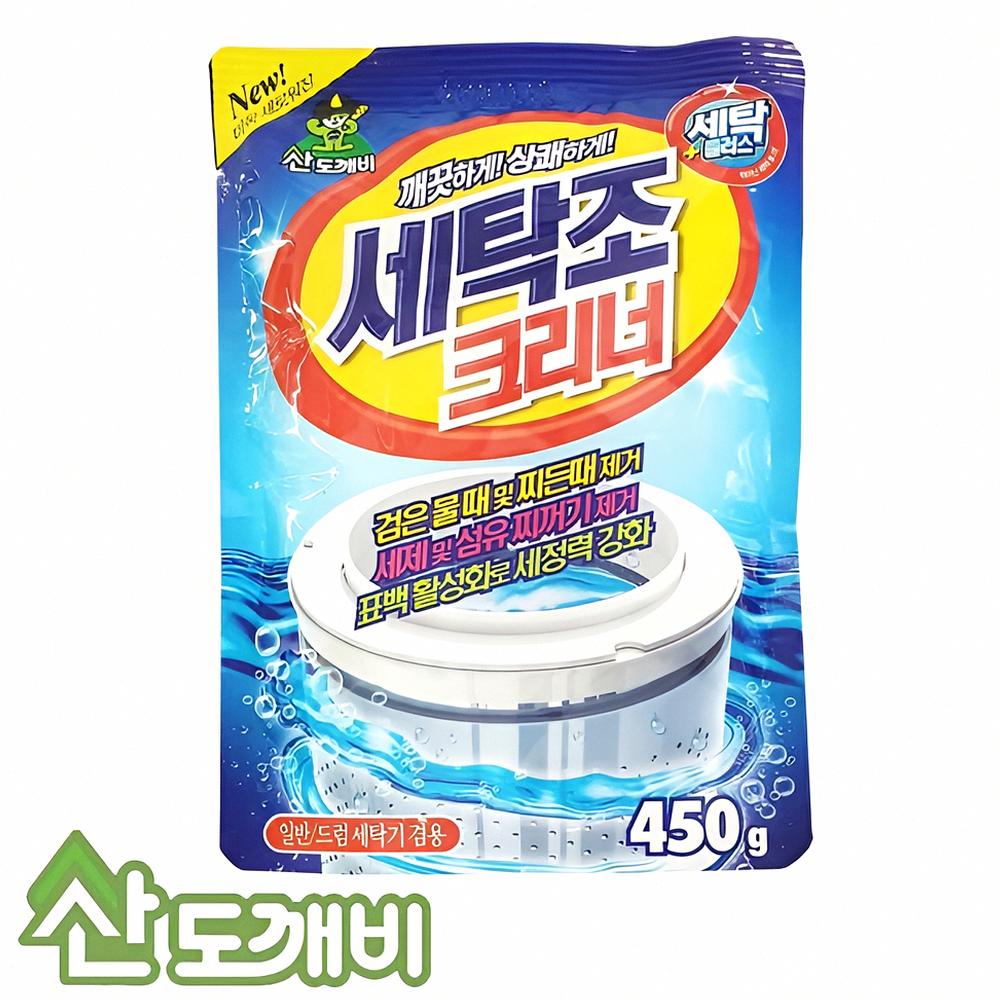 New!
산도깨비
세탁
플러스
깨끗하게! 상쾌하게!
세탁조
크리너
검은 물때 및 찌든때 제거
세제 및 섬유 찌꺼기 제거
표백 활성화로 세정력 강화
일반/드럼 세탁기 겸용
450g
산도깨비